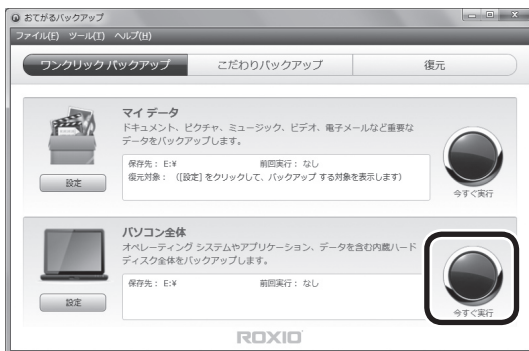 おてがるバックアップ
ファイル(E) ツール(T) ヘルプ(H)
ワンクリック バックアップ こだわりバックアップ 復元
マイ データ
ドキュメント、ピクチャ、ミュージック、ビデオ、電子メールなど重要な
データをバックアップします。
保存先： E:¥ 前回実行： なし
復元対象： （[設定] をクリックして、バックアップ する対象を表示します）
設定
今すぐ実行
パソコン全体
オペレーティング システムやアプリケーション、データを含む内蔵ハード
ディスク全体をバックアップします。
保存先： E:¥ 前回実行： なし
設定
今すぐ実行
ROXIO